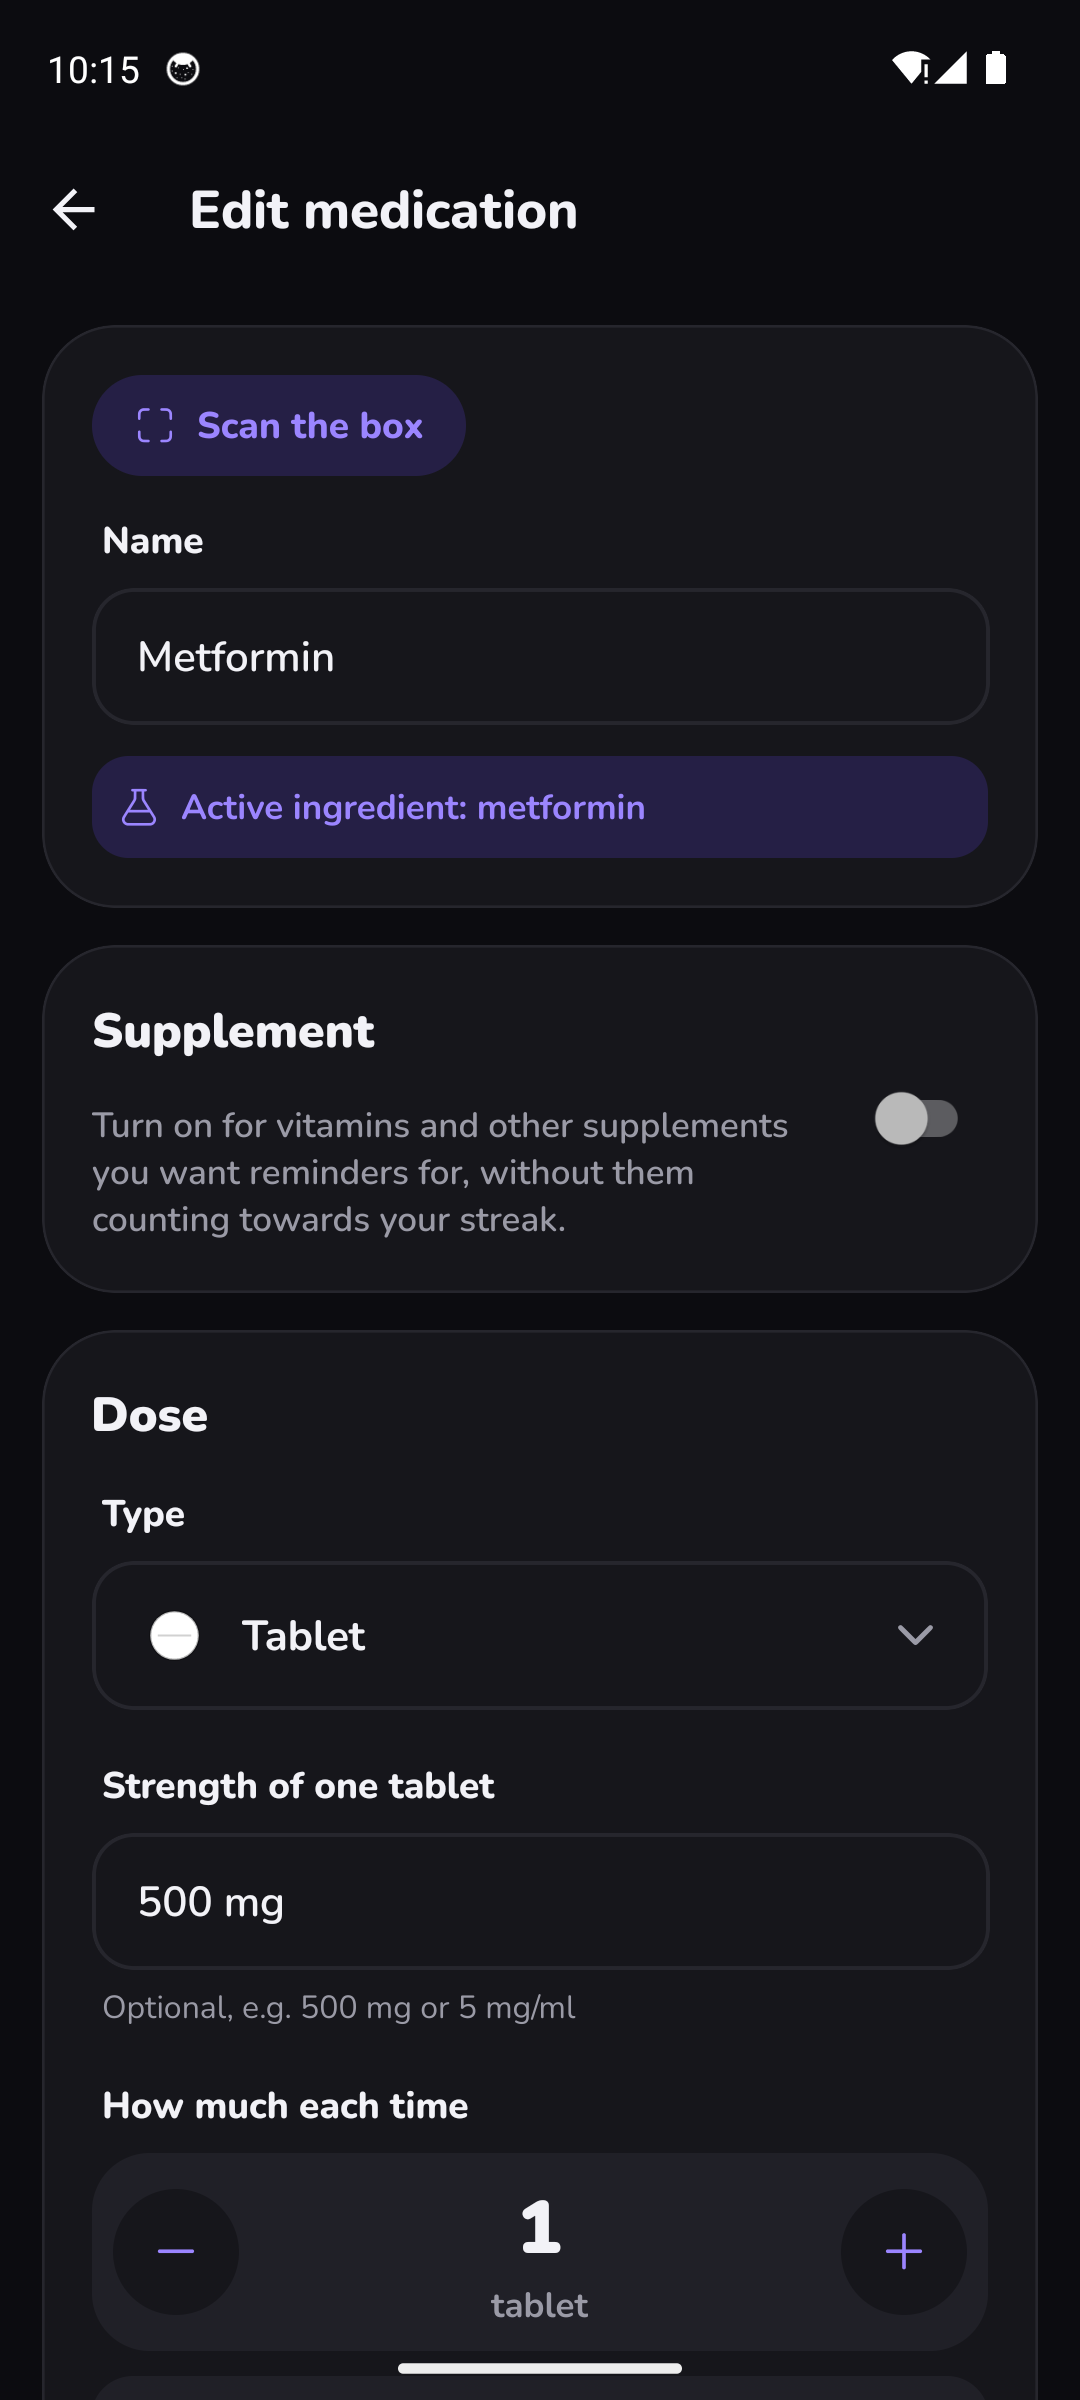 10:15
Edit medication
Scan the box
Name
Metformin
Active ingredient: metformin
Supplement
Turn on for vitamins and other supplements
you want reminders for, without them
counting towards your streak.
Dose
Type
Tablet
Strength of one tablet
500 mg
Optional, e.g. 500 mg or 5 mg/ml
How much each time
1
tablet